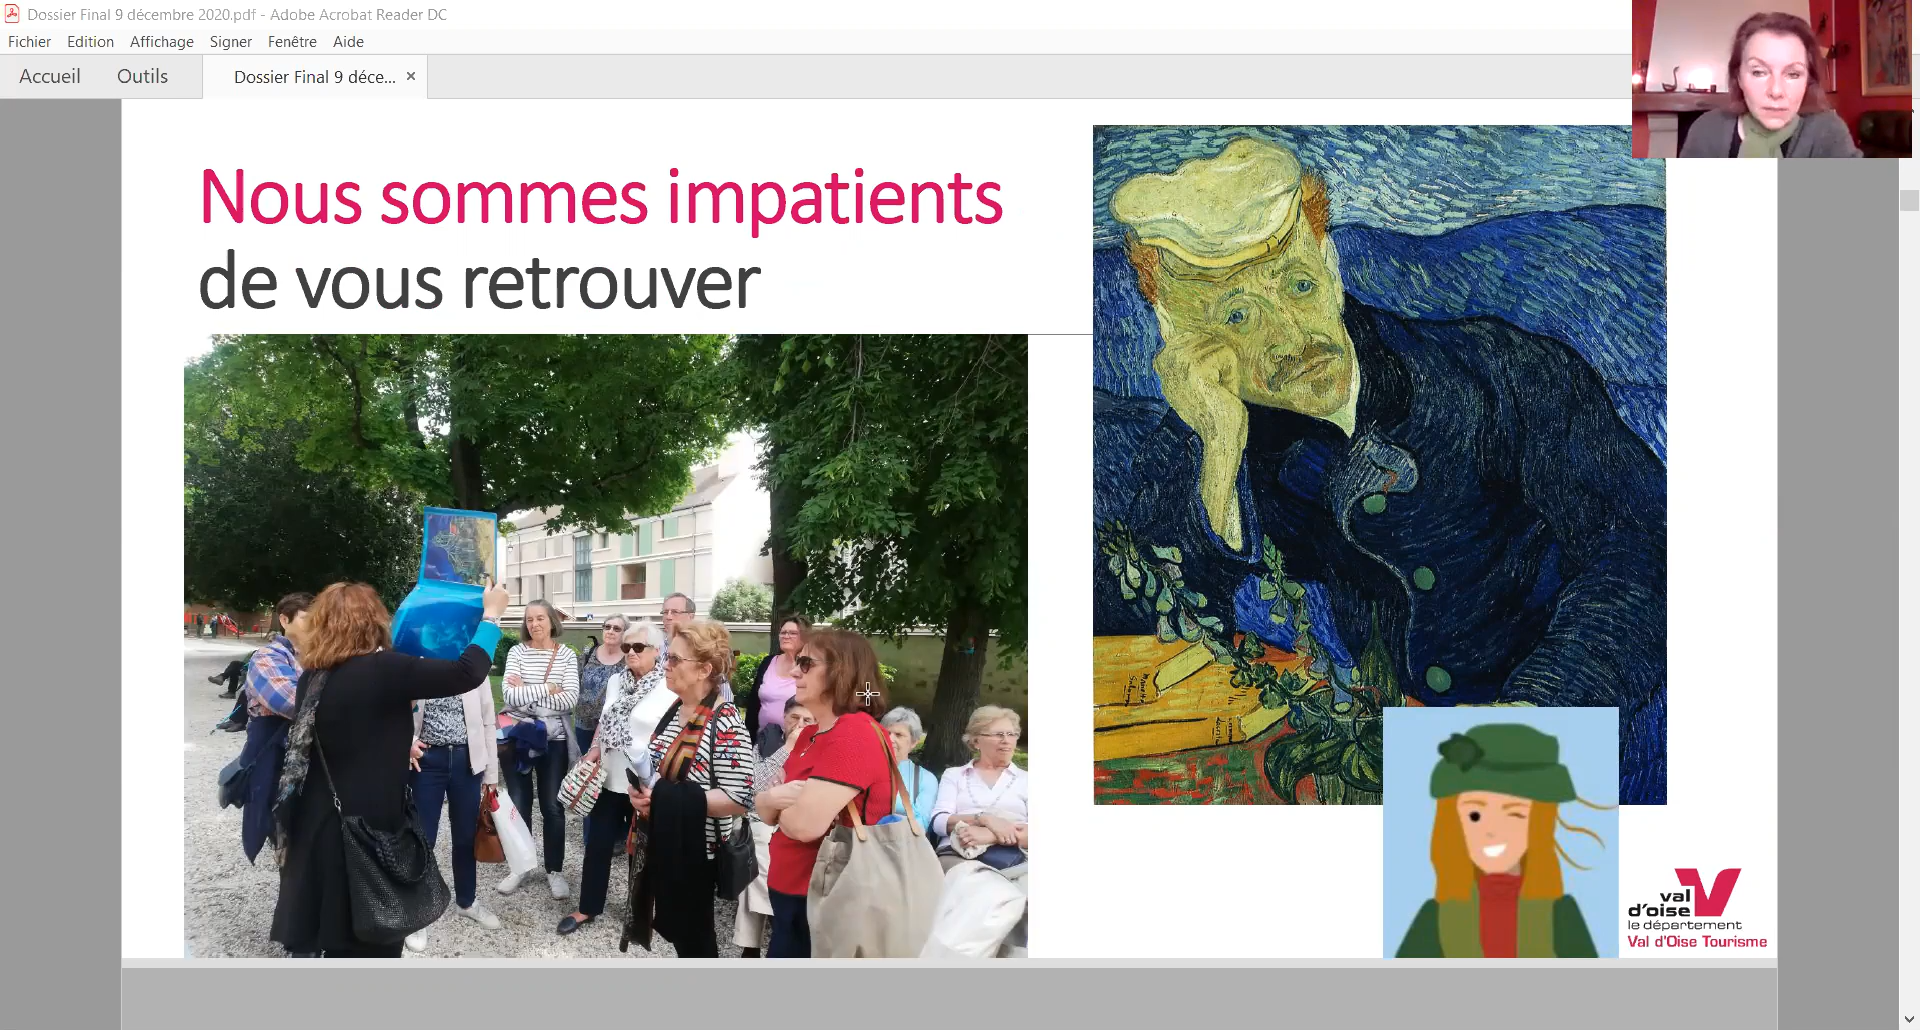 Dossier Final 9 décembre 2020.pdf - Adobe Acrobat Reader DC
Fichier Edition Affichage Signer Fenêtre Aide
Accueil Outils Dossier Final 9 déce... ×
Nous sommes impatients
de vous retrouver
val
d'oise
le département
Val d'Oise Tourisme